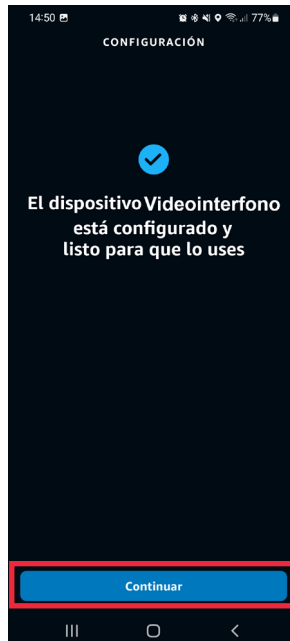 14:50 77%
CONFIGURACIÓN
El dispositivo Videointerfono
está configurado y
listo para que lo uses
Continuar